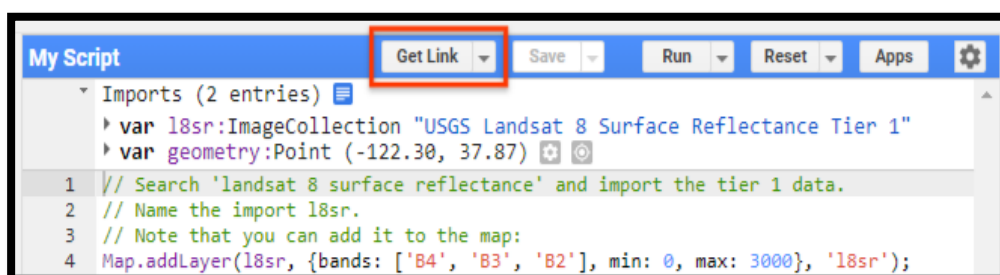 My Script Get Link Save Run Reset Apps
Imports (2 entries)
var l8sr:ImageCollection "USGS Landsat 8 Surface Reflectance Tier 1"
var geometry:Point (-122.30, 37.87)
1 // Search 'landsat 8 surface reflectance' and import the tier 1 data.
2 // Name the import l8sr.
3 // Note that you can add it to the map:
4 Map.addLayer(l8sr, {bands: ['B4', 'B3', 'B2'], min: 0, max: 3000}, 'l8sr');